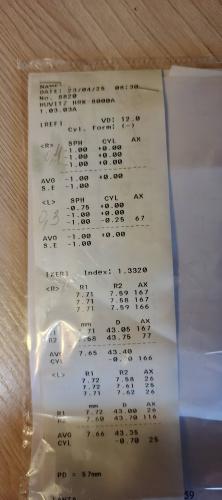 NAME:
DATE: 23/04/25 08:30
No. 8820
HUVITZ HRK-8000A
1.03.03A
[REF] VD: 12.0
Cyl. Form: (-)
<R> SPH CYL AX
-1.00 +0.00
-1.00 +0.00
-1.00 +0.00
AVG -1.00 +0.00
S.E -1.00
<L> SPH CYL AX
-0.75 +0.00
-1.00 +0.00
-1.00 -0.25 67
AVG -1.00 +0.00
S.E -1.00
[KER] Index: 1.3320
<R> R1 R2 AX
7.71 7.59 167
7.71 7.58 167
7.71 7.59 166
mm D AX
R1 7.71 43.05 167
R2 7.58 43.75 77
AVG 7.65 43.40
CYL 166
<L> R1 R2 AX
7.72 7.58 26
7.72 7.61 25
7.71 7.62 26
mm D AX
R1 7.72 43.00 26
R2 7.60 43.70 116
AVG 7.66 43.35
CYL -0.70 25
PD = 57mm
59